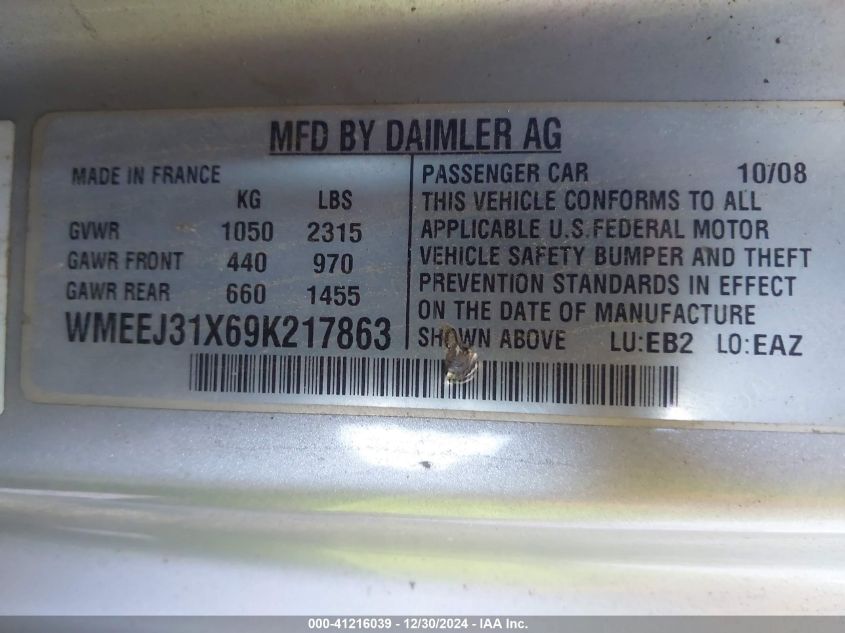 MFD BY DAIMLER AG
MADE IN FRANCE
KG LBS
GVWR 1050 2315
GAWR FRONT 440 970
GAWR REAR 660 1455
WMEEJ31X69K217863
PASSENGER CAR 10/08
THIS VEHICLE CONFORMS TO ALL
APPLICABLE U.S. FEDERAL MOTOR
VEHICLE SAFETY BUMPER AND THEFT
PREVENTION STANDARDS IN EFFECT
ON THE DATE OF MANUFACTURE
SHOWN ABOVE LU:EB2 LO:EAZ
000-41216039 - 12/30/2024 - IAA Inc.